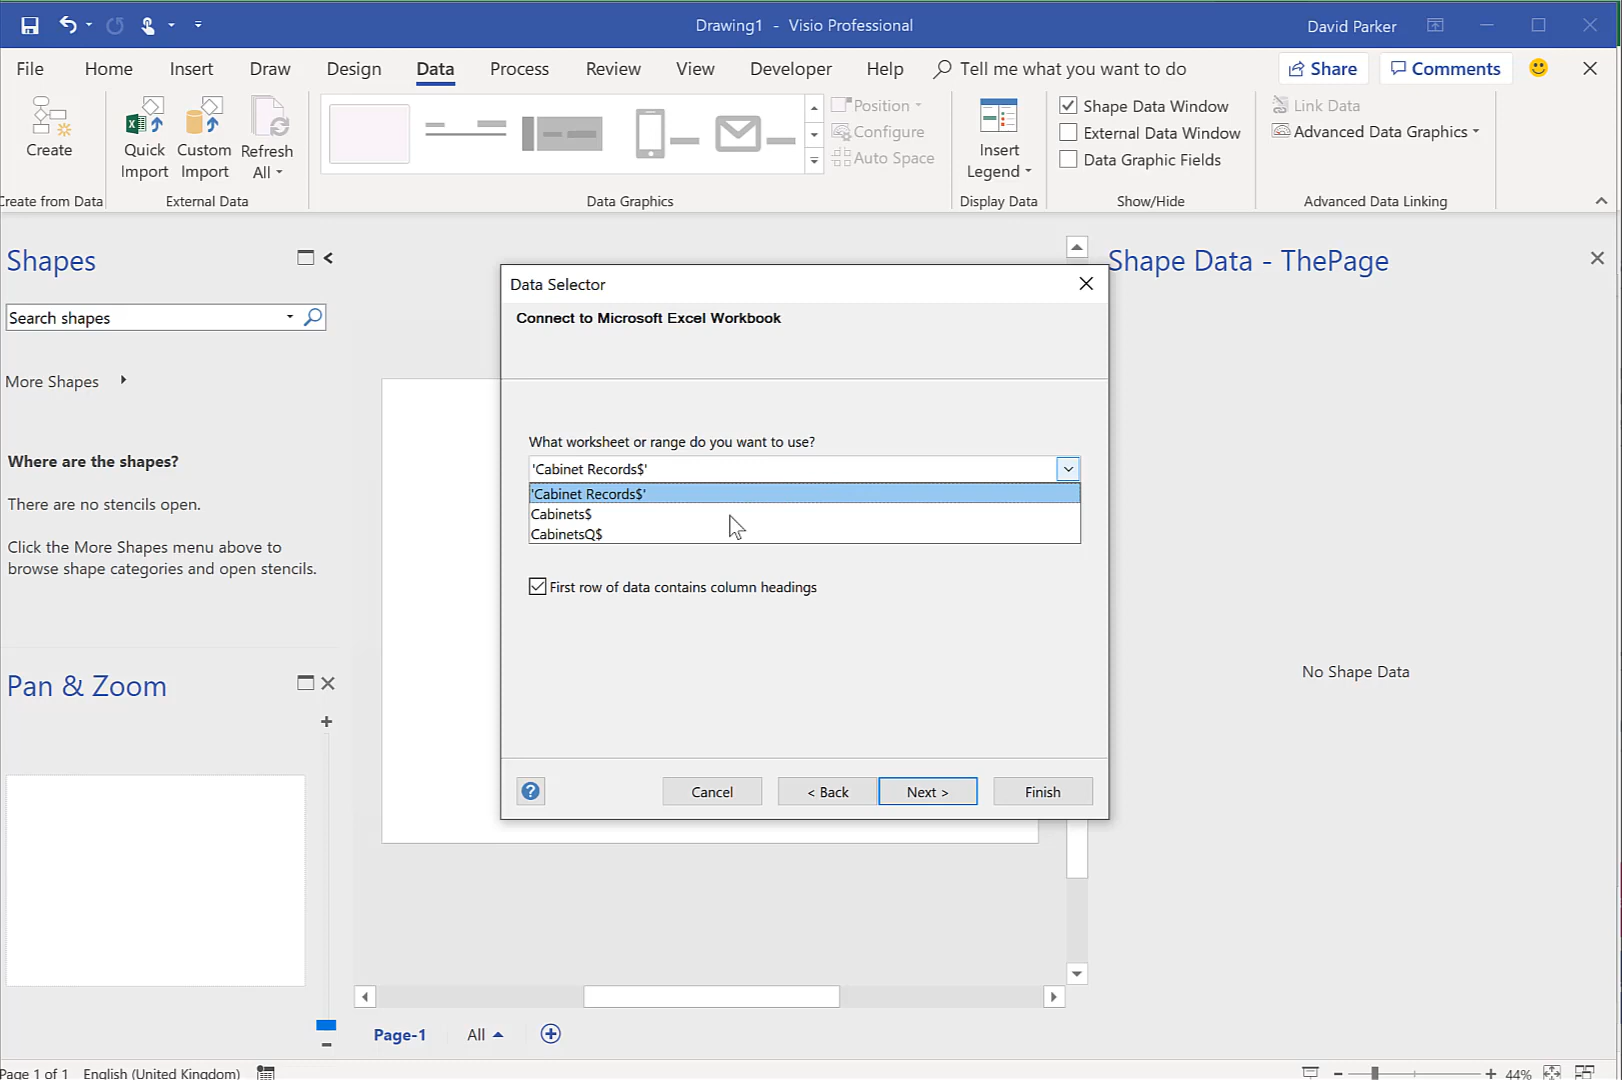 Drawing1 - Visio Professional
David Parker
File Home Insert Draw Design Data Process Review View Developer Help Tell me what you want to do Share Comments
Create
Quick Import
Custom Import
Refresh All
Position
Configure
Auto Space
Insert Legend
Shape Data Window
External Data Window
Data Graphic Fields
Link Data
Advanced Data Graphics
Create from Data External Data Data Graphics Display Data Show/Hide Advanced Data Linking
Shapes
Search shapes
More Shapes
Where are the shapes?
There are no stencils open.
Click the More Shapes menu above to
browse shape categories and open stencils.
Pan & Zoom
Data Selector
Connect to Microsoft Excel Workbook
What worksheet or range do you want to use?
'Cabinet Records$'
'Cabinet Records$'
Cabinets$
CabinetsQ$
First row of data contains column headings
Cancel < Back Next > Finish
Shape Data - ThePage
No Shape Data
Page-1 All
Page 1 of 1 English (United Kingdom) 44%